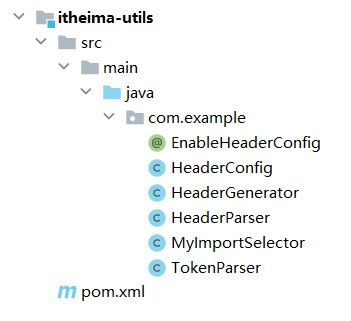 itheima-utils
src
main
java
com.example
EnableHeaderConfig
HeaderConfig
HeaderGenerator
HeaderParser
MyImportSelector
TokenParser
pom.xml